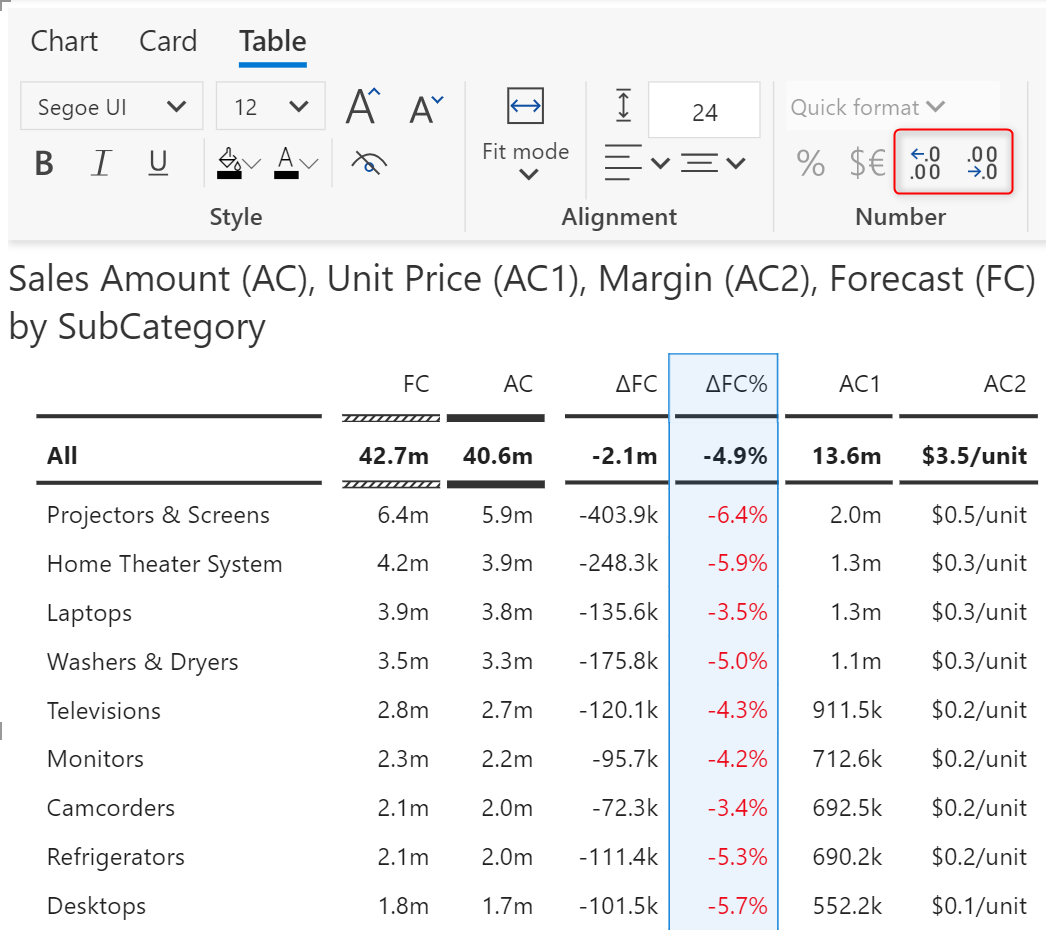 Chart Card Table
Segoe UI 12 A A 24 Quick format
B I U A Fit mode % $€ .0 .00 .00 .0
Style Alignment Number
Sales Amount (AC), Unit Price (AC1), Margin (AC2), Forecast (FC)
by SubCategory
FC AC ΔFC ΔFC% AC1 AC2
All 42.7m 40.6m -2.1m -4.9% 13.6m $3.5/unit
Projectors & Screens 6.4m 5.9m -403.9k -6.4% 2.0m $0.5/unit
Home Theater System 4.2m 3.9m -248.3k -5.9% 1.3m $0.3/unit
Laptops 3.9m 3.8m -135.6k -3.5% 1.3m $0.3/unit
Washers & Dryers 3.5m 3.3m -175.8k -5.0% 1.1m $0.3/unit
Televisions 2.8m 2.7m -120.1k -4.3% 911.5k $0.2/unit
Monitors 2.3m 2.2m -95.7k -4.2% 712.6k $0.2/unit
Camcorders 2.1m 2.0m -72.3k -3.4% 692.5k $0.2/unit
Refrigerators 2.1m 2.0m -111.4k -5.3% 690.2k $0.2/unit
Desktops 1.8m 1.7m -101.5k -5.7% 552.2k $0.1/unit